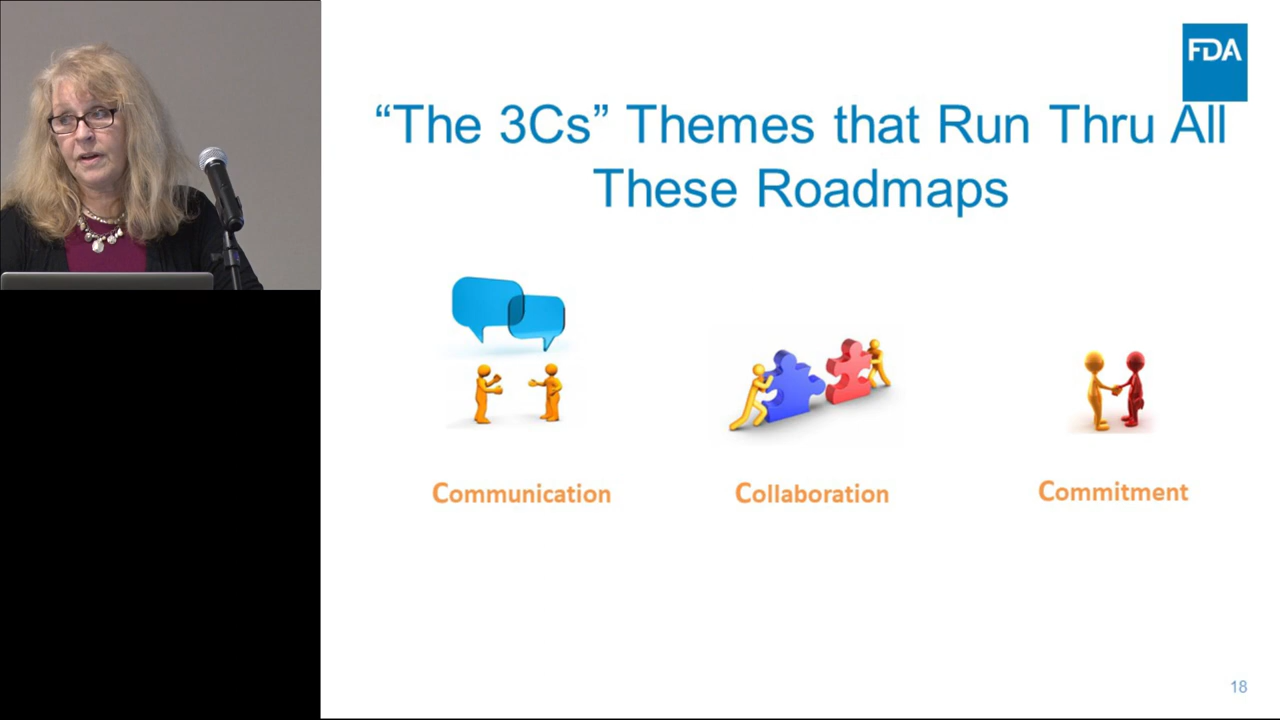 FDA
“The 3Cs” Themes that Run Thru All
These Roadmaps
Communication
Collaboration
Commitment
18